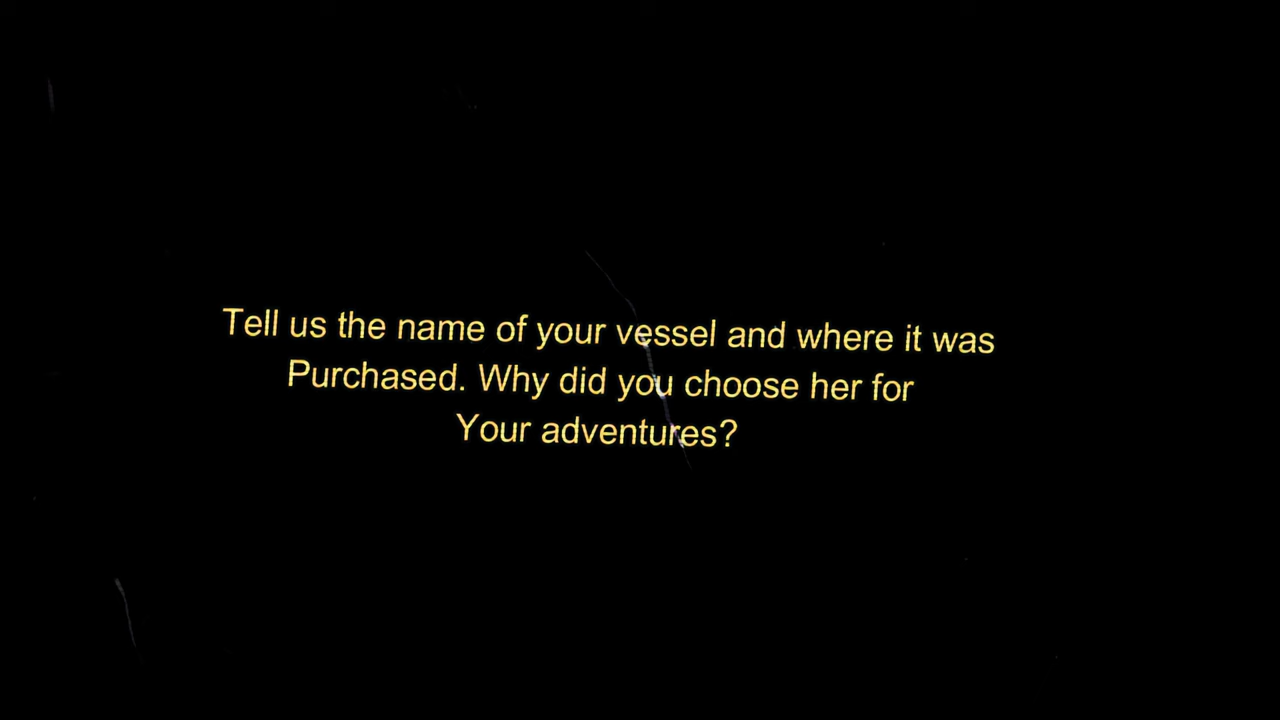 Tell us the name of your vessel and where it was
Purchased. Why did you choose her for
Your adventures?